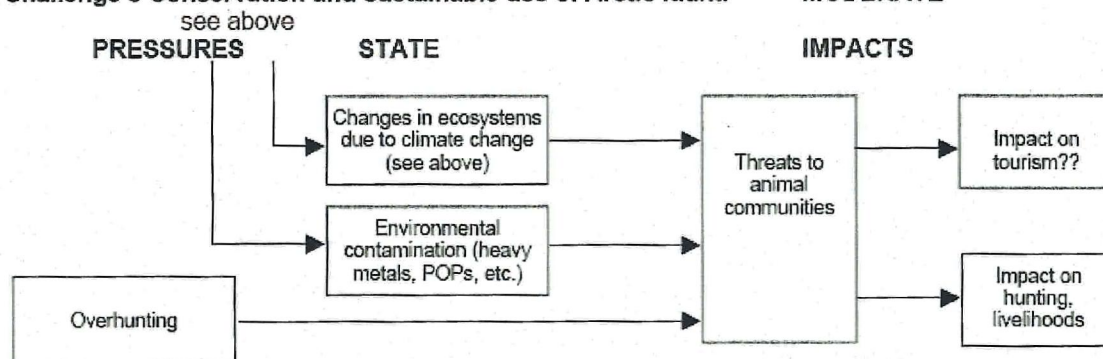 see above
PRESSURES STATE IMPACTS
Changes in ecosystems
due to climate change
(see above)
Environmental
contamination (heavy
metals, POPs, etc.)
Overhunting
Threats to
animal
communities
Impact on
tourism??
Impact on
hunting,
livelihoods